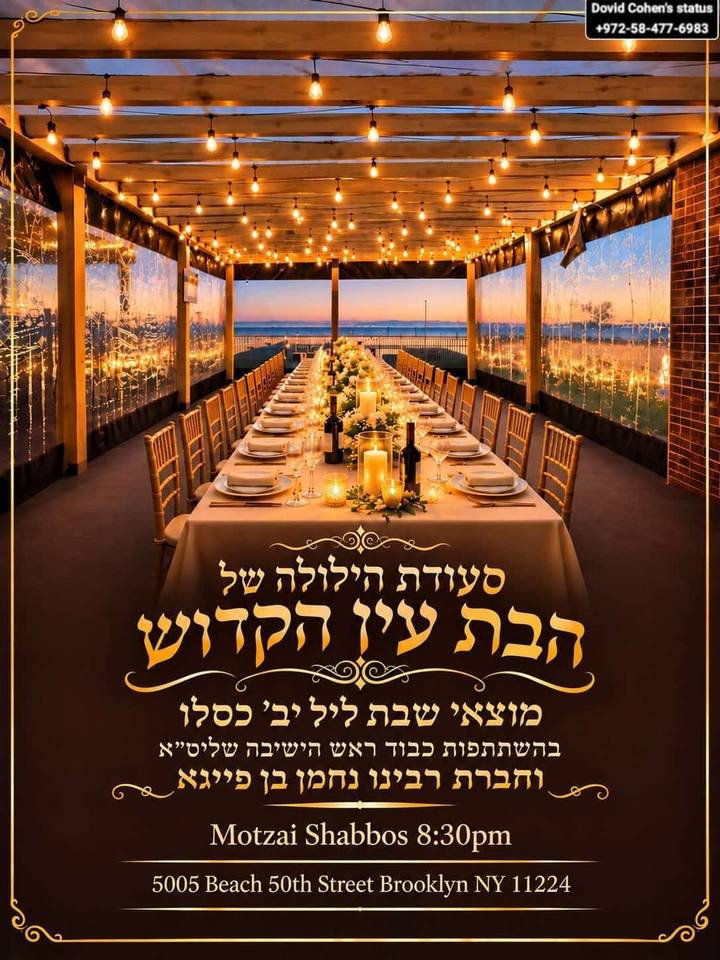 Dovid Cohen's status
+972-58-477-6983
סעודת הילולה של
הבת עין הקדוש
מוצאי שבת ליל יב' כסלו
בהשתתפות כבוד ראש הישיבה שליט״א
וחברת רבינו נחמן בן פייגא
Motzai Shabbos 8:30pm
5005 Beach 50th Street Brooklyn NY 11224